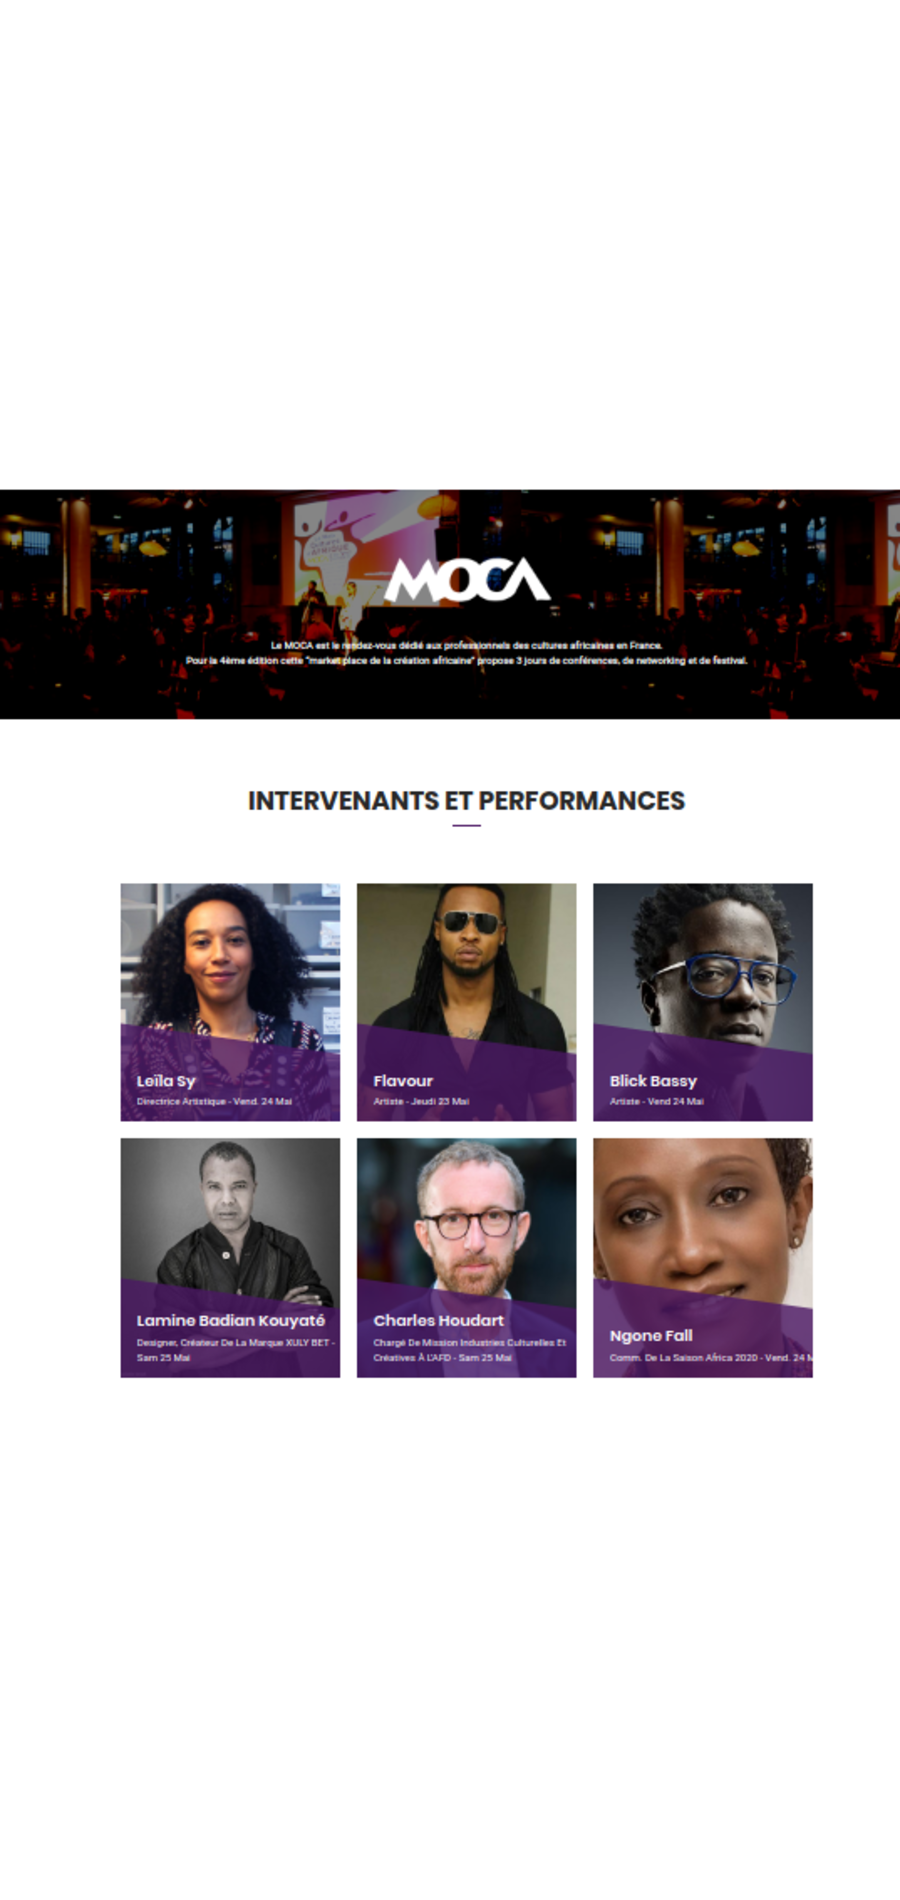 MOCA
Le MOCA est le rendez-vous dédié aux professionnels des cultures africaines en France.
Pour la 4ème édition cette "market place de la création africaine" propose 3 jours de conférences, de networking et de festival.
INTERVENANTS ET PERFORMANCES
Leïla Sy
Directrice Artistique - Vend. 24 Mai
Flavour
Artiste - Jeudi 23 Mai
Blick Bassy
Artiste - Vend 24 Mai
Lamine Badian Kouyaté
Designer, Créateur De La Marque XULY BET -
Sam 25 Mai
Charles Houdart
Chargé De Mission Industries Culturelles Et
Créatives À L'AFD - Sam 25 Mai
Ngone Fall
Comm. De La Saison Africa 2020 - Vend. 24 M